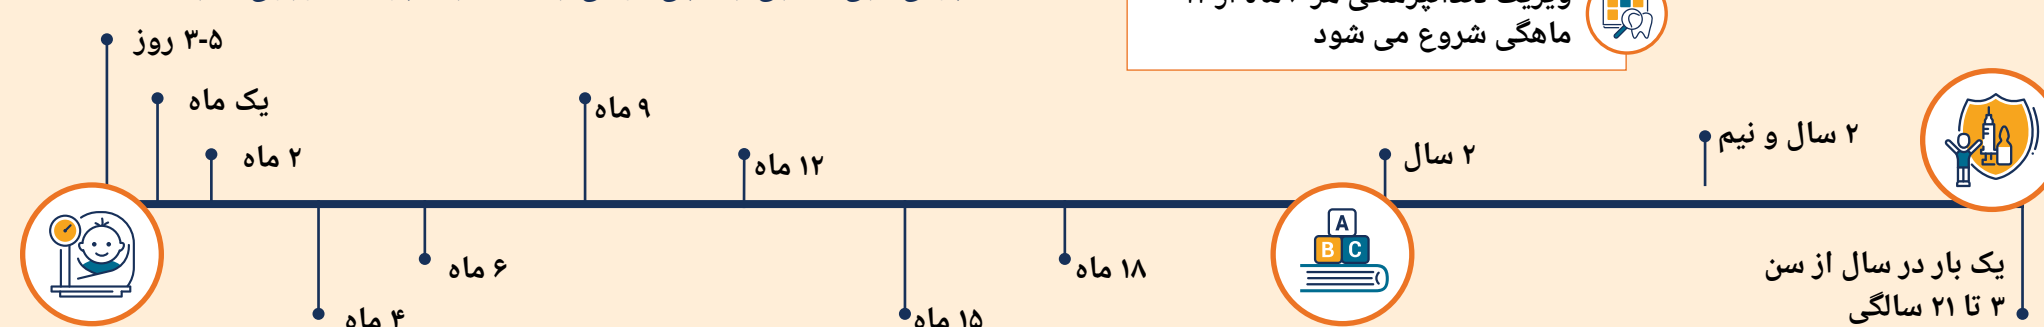 ماهگی شروع می شود
۳-۵ روز
یک ماه
۲ ماه
۴ ماه
۶ ماه
۹ ماه
۱۲ ماه
۱۵ ماه
۱۸ ماه
۲ سال
۲ سال و نیم
یک بار در سال از سن
۳ تا ۲۱ سالگی
A
B C